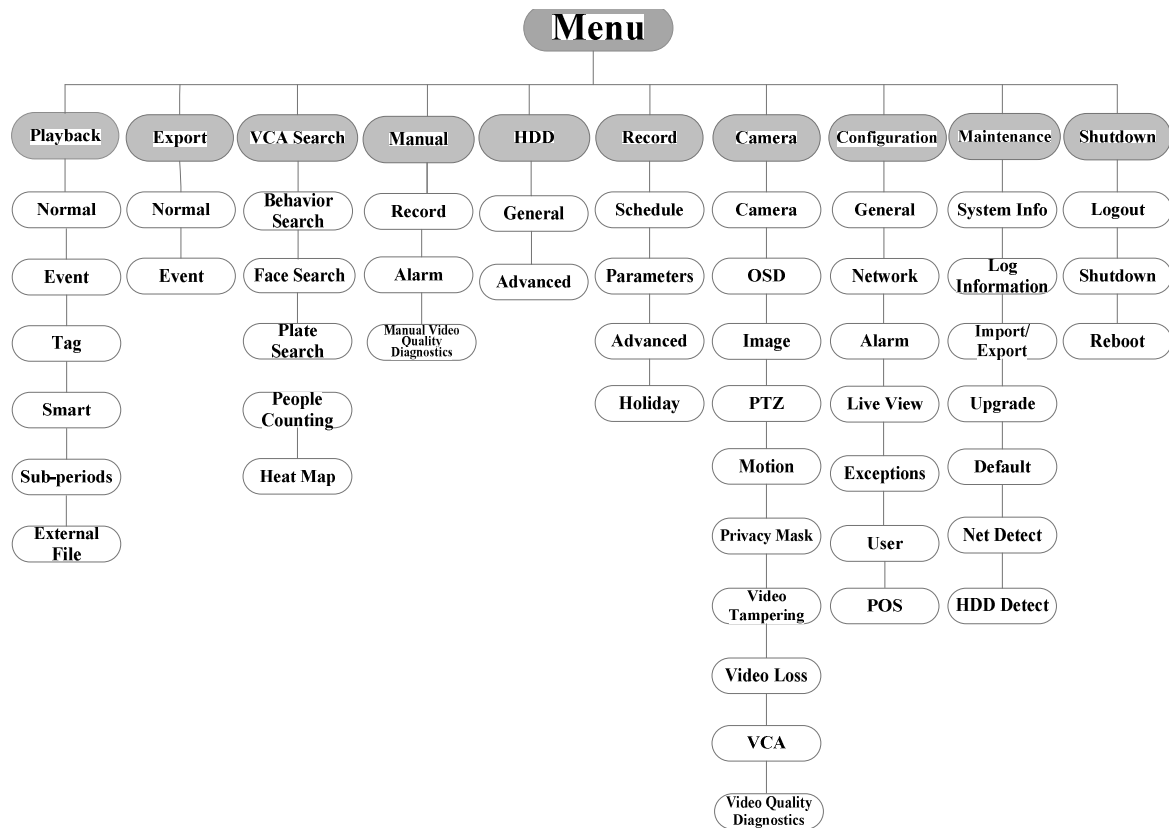 Menu
Playback
Export
VCA Search
Manual
HDD
Record
Camera
Configuration
Maintenance
Shutdown
Normal
Event
Tag
Smart
Sub-periods
External
File
Normal
Event
Behavior
Search
Face Search
Plate
Search
People
Counting
Heat Map
Record
Alarm
Manual Video
Quality
Diagnostics
General
Advanced
Schedule
Parameters
Advanced
Holiday
Camera
OSD
Image
PTZ
Motion
Privacy Mask
Video
Tampering
Video Loss
VCA
Video Quality
Diagnostics
General
Network
Alarm
Live View
Exceptions
User
POS
System Info
Log
Information
Import/
Export
Upgrade
Default
Net Detect
HDD Detect
Logout
Shutdown
Reboot